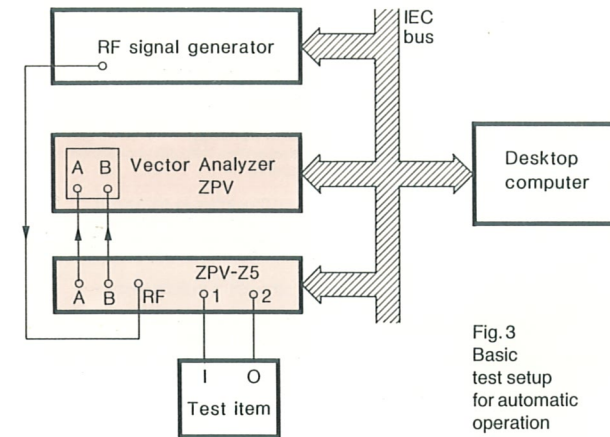 IEC
bus
RF signal generator
A B Vector Analyzer
ZPV
Desktop
computer
ZPV-Z5
A B RF 1 2
I O
Test item
Fig. 3
Basic
test setup
for automatic
operation